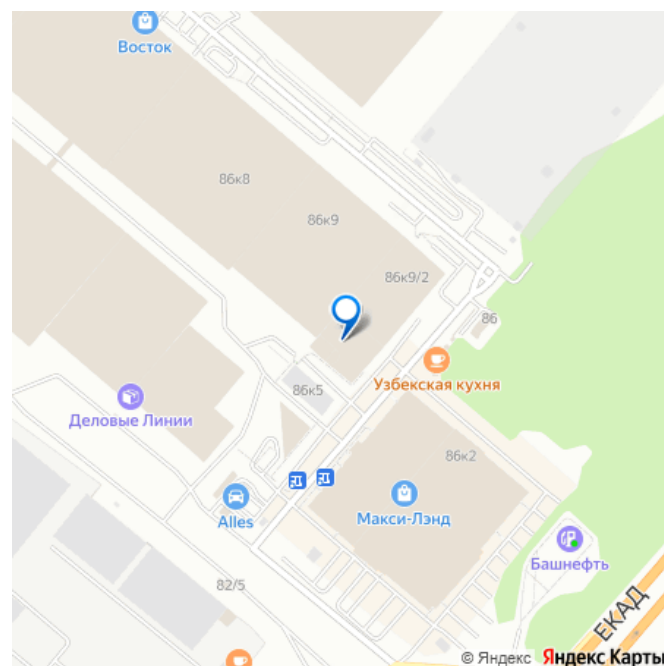 Восток
86к8
86к9
86к9/2
86
Узбекская кухня
86к5
Деловые Линии
86к2
Макси-Лэнд
Alles
Башнефть
82/5
ЕКАД
© Яндекс Яндекс Карты